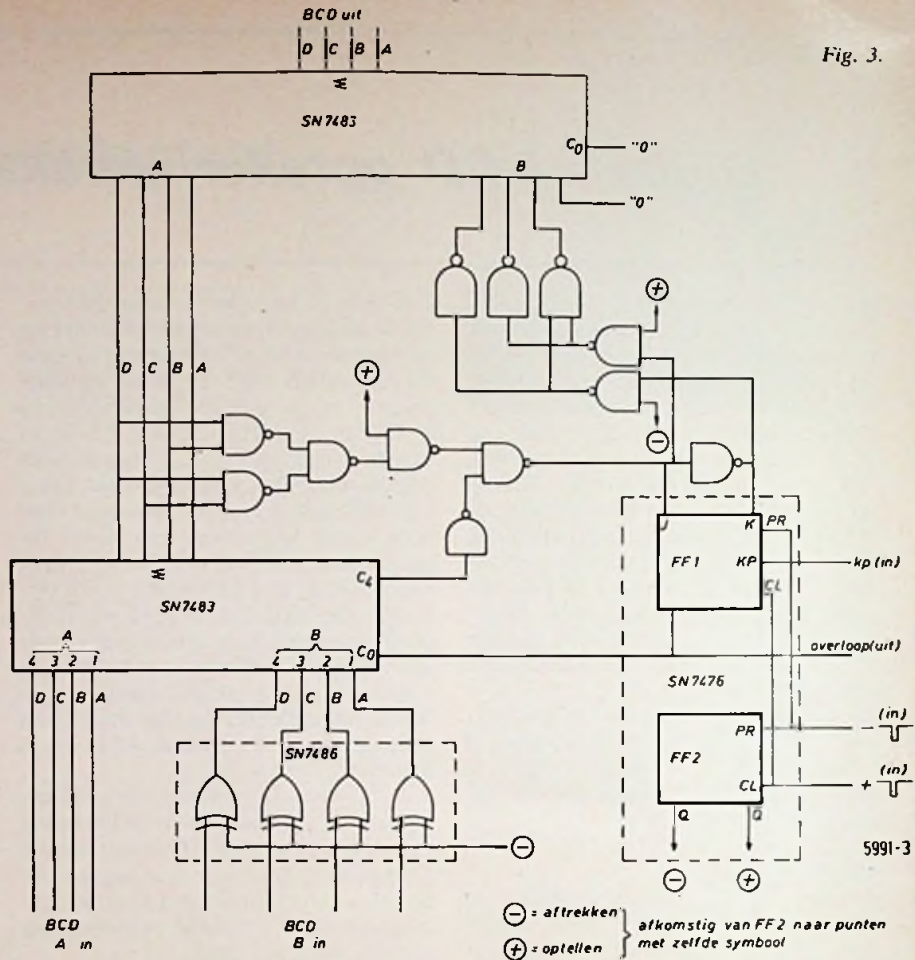 BCD uit
D C B A
Fig. 3.
W
SN7483
C0
"0"
A
B
"0"
+
D C B A
+
−
J K PR
W
C4
FF1 KP
kp (in)
SN7483
CL
A
B
C0
overloop(uit)
4 3 2 1
4 3 2 1
SN7476
D C B A
D C B A
(in)
PR
−
SN7486
FF2
(in)
CL
+
Q Q̅
−
5991-3
− +
BCD
A in
BCD
B in
− = aftrekken
+ = optellen
afkomstig van FF2 naar punten
met zelfde symbool